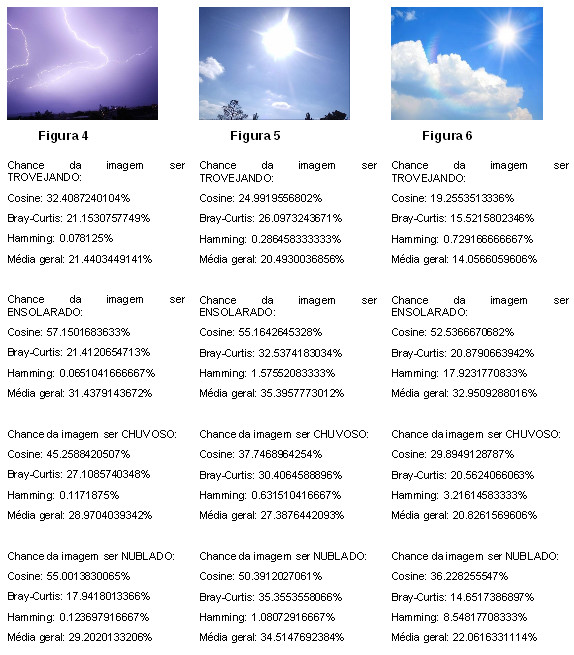 Figura 4
Chance da imagem ser
TROVEJANDO:
Cosine: 32.4087240104%
Bray-Curtis: 21.1530757749%
Hamming: 0.078125%
Média geral: 21.4403449141%
Chance da imagem ser
ENSOLARADO:
Cosine: 57.1501683633%
Bray-Curtis: 21.4120654713%
Hamming: 0.0651041666667%
Média geral: 31.4379143672%
Chance da imagem ser CHUVOSO:
Cosine: 45.2588420507%
Bray-Curtis: 27.1085740348%
Hamming: 0.1171875%
Média geral: 28.9704039342%
Chance da imagem ser NUBLADO:
Cosine: 55.0013830065%
Bray-Curtis: 17.9418013366%
Hamming: 0.123697916667%
Média geral: 29.2020133206%
Figura 5
Chance da imagem ser
TROVEJANDO:
Cosine: 24.9919556802%
Bray-Curtis: 26.0973243671%
Hamming: 0.286458333333%
Média geral: 20.4930036856%
Chance da imagem ser
ENSOLARADO:
Cosine: 55.1642645328%
Bray-Curtis: 32.5374183034%
Hamming: 1.57552083333%
Média geral: 35.3957773012%
Chance da imagem ser CHUVOSO:
Cosine: 37.7468964254%
Bray-Curtis: 30.4064588896%
Hamming: 0.631510416667%
Média geral: 27.3876442093%
Chance da imagem ser NUBLADO:
Cosine: 50.3912027061%
Bray-Curtis: 35.3553558066%
Hamming: 1.08072916667%
Média geral: 34.5147692384%
Figura 6
Chance da imagem ser
TROVEJANDO:
Cosine: 19.2553513336%
Bray-Curtis: 15.5215802346%
Hamming: 0.729166666667%
Média geral: 14.0566059606%
Chance da imagem ser
ENSOLARADO:
Cosine: 52.5366670682%
Bray-Curtis: 20.8790663942%
Hamming: 17.9231770833%
Média geral: 32.9509288016%
Chance da imagem ser CHUVOSO:
Cosine: 29.8949128787%
Bray-Curtis: 20.5624066063%
Hamming: 3.21614583333%
Média geral: 20.8261569606%
Chance da imagem ser NUBLADO:
Cosine: 36.228255547%
Bray-Curtis: 14.6517386897%
Hamming: 8.54817708333%
Média geral: 22.0616331114%